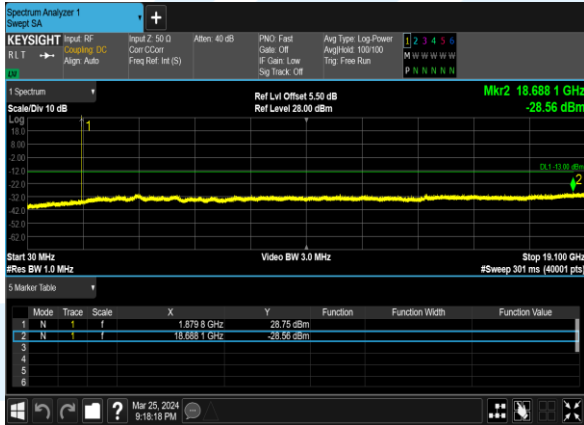 Spectrum Analyzer 1
Swept SA
+
KEYSIGHT Input: RF Input Z: 50 Ω Atten: 40 dB PNO: Fast Avg Type: Log-Power 1 2 3 4 5 6
RLT Coupling: DC Corr CCorr Gate: Off Avg|Hold: 100/100 M W W W W W
Align: Auto Freq Ref: Int (S) IF Gain: Low Trig: Free Run
Sig Track: Off P N N N N N
1 Spectrum Ref Lvl Offset 5.50 dB Mkr2 18.688 1 GHz
Scale/Div 10 dB Ref Level 28.00 dBm -28.56 dBm
Log
18.0 1
8.00
-2.00
-12.0 DL1 -13.00 dBm
-22.0 2
-32.0
-42.0
-52.0
-62.0
Start 30 MHz Video BW 3.0 MHz Stop 19.100 GHz
#Res BW 1.0 MHz #Sweep 301 ms (40001 pts)
5 Marker Table
Mode Trace Scale X Y Function Function Width Function Value
1 N 1 f 1.879 8 GHz 28.75 dBm
2 N 1 f 18.688 1 GHz -28.56 dBm
3
4
5
6
? Mar 25, 2024
9:18:18 PM